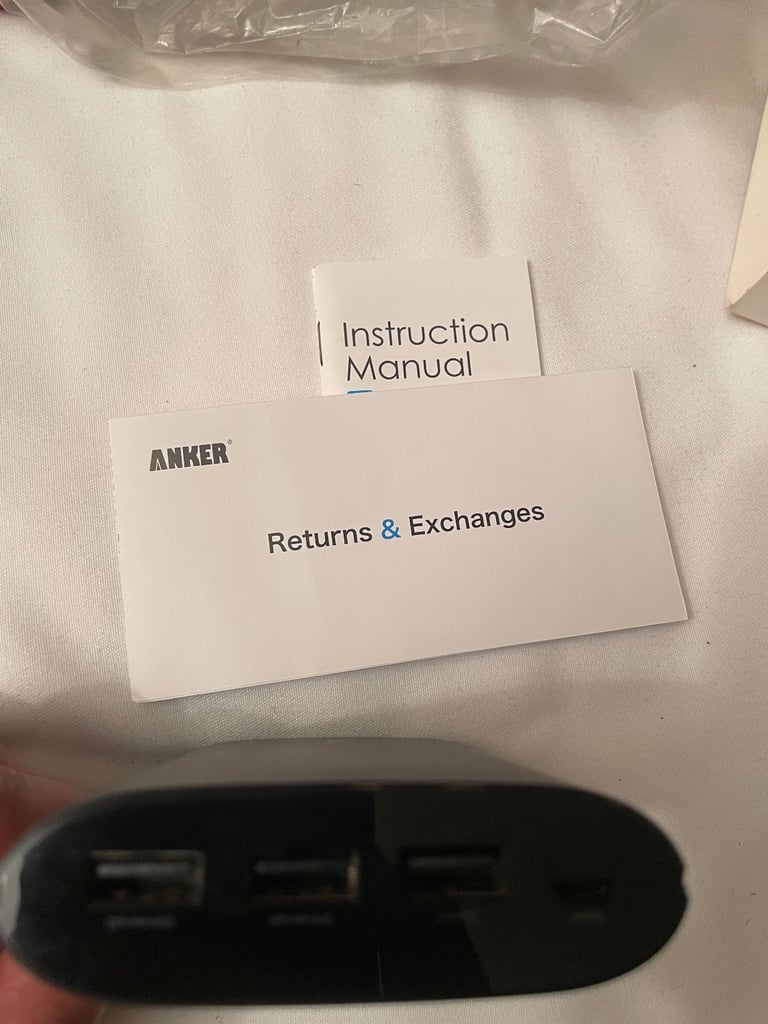 Instruction
Manual
ANKER®
Returns & Exchanges